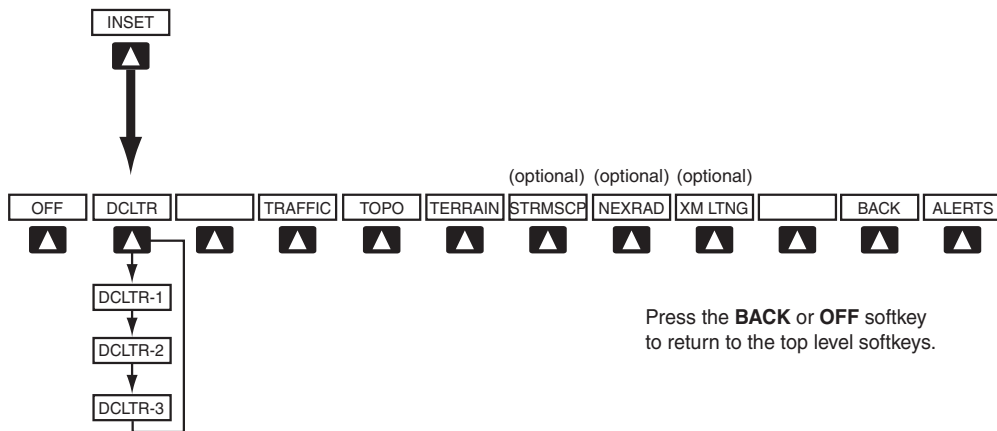 INSET
(optional) (optional) (optional)
OFF DCLTR TRAFFIC TOPO TERRAIN STRMSCP NEXRAD XM LTNG BACK ALERTS
DCLTR-1
DCLTR-2
DCLTR-3
Press the BACK or OFF softkey
to return to the top level softkeys.